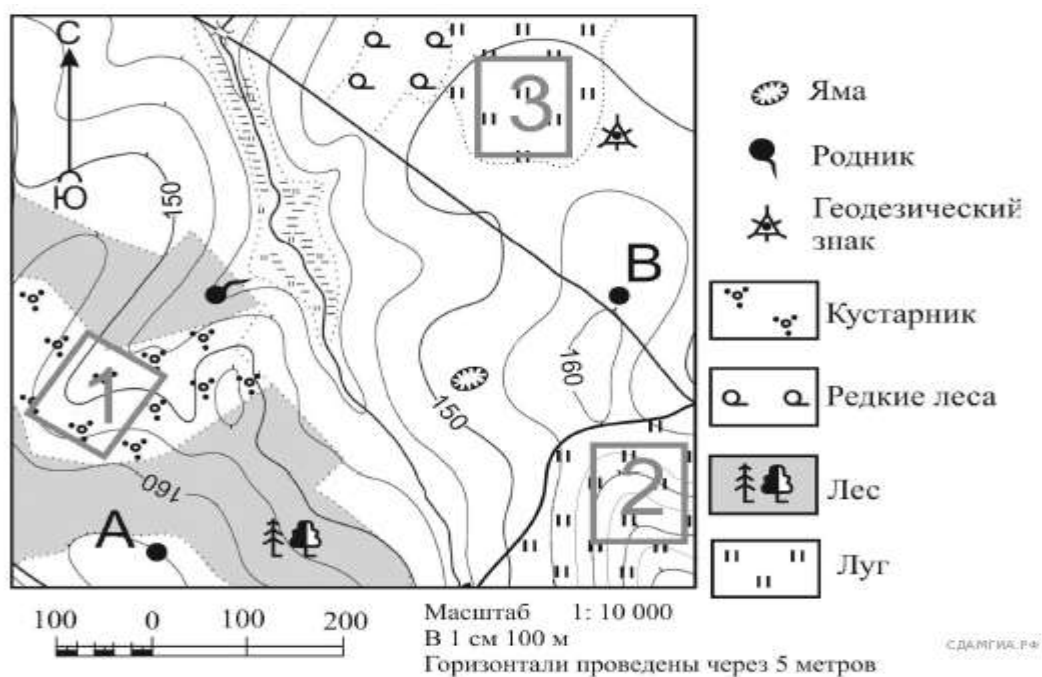 С
Ю
150
3
В
1
160
150
160
2
А
Яма
Родник
Геодезический
знак
Кустарник
Редкие леса
Лес
Луг
100 0 100 200
Масштаб 1: 10 000
В 1 см 100 м
Горизонтали проведены через 5 метров
СДАМГИА.РФ